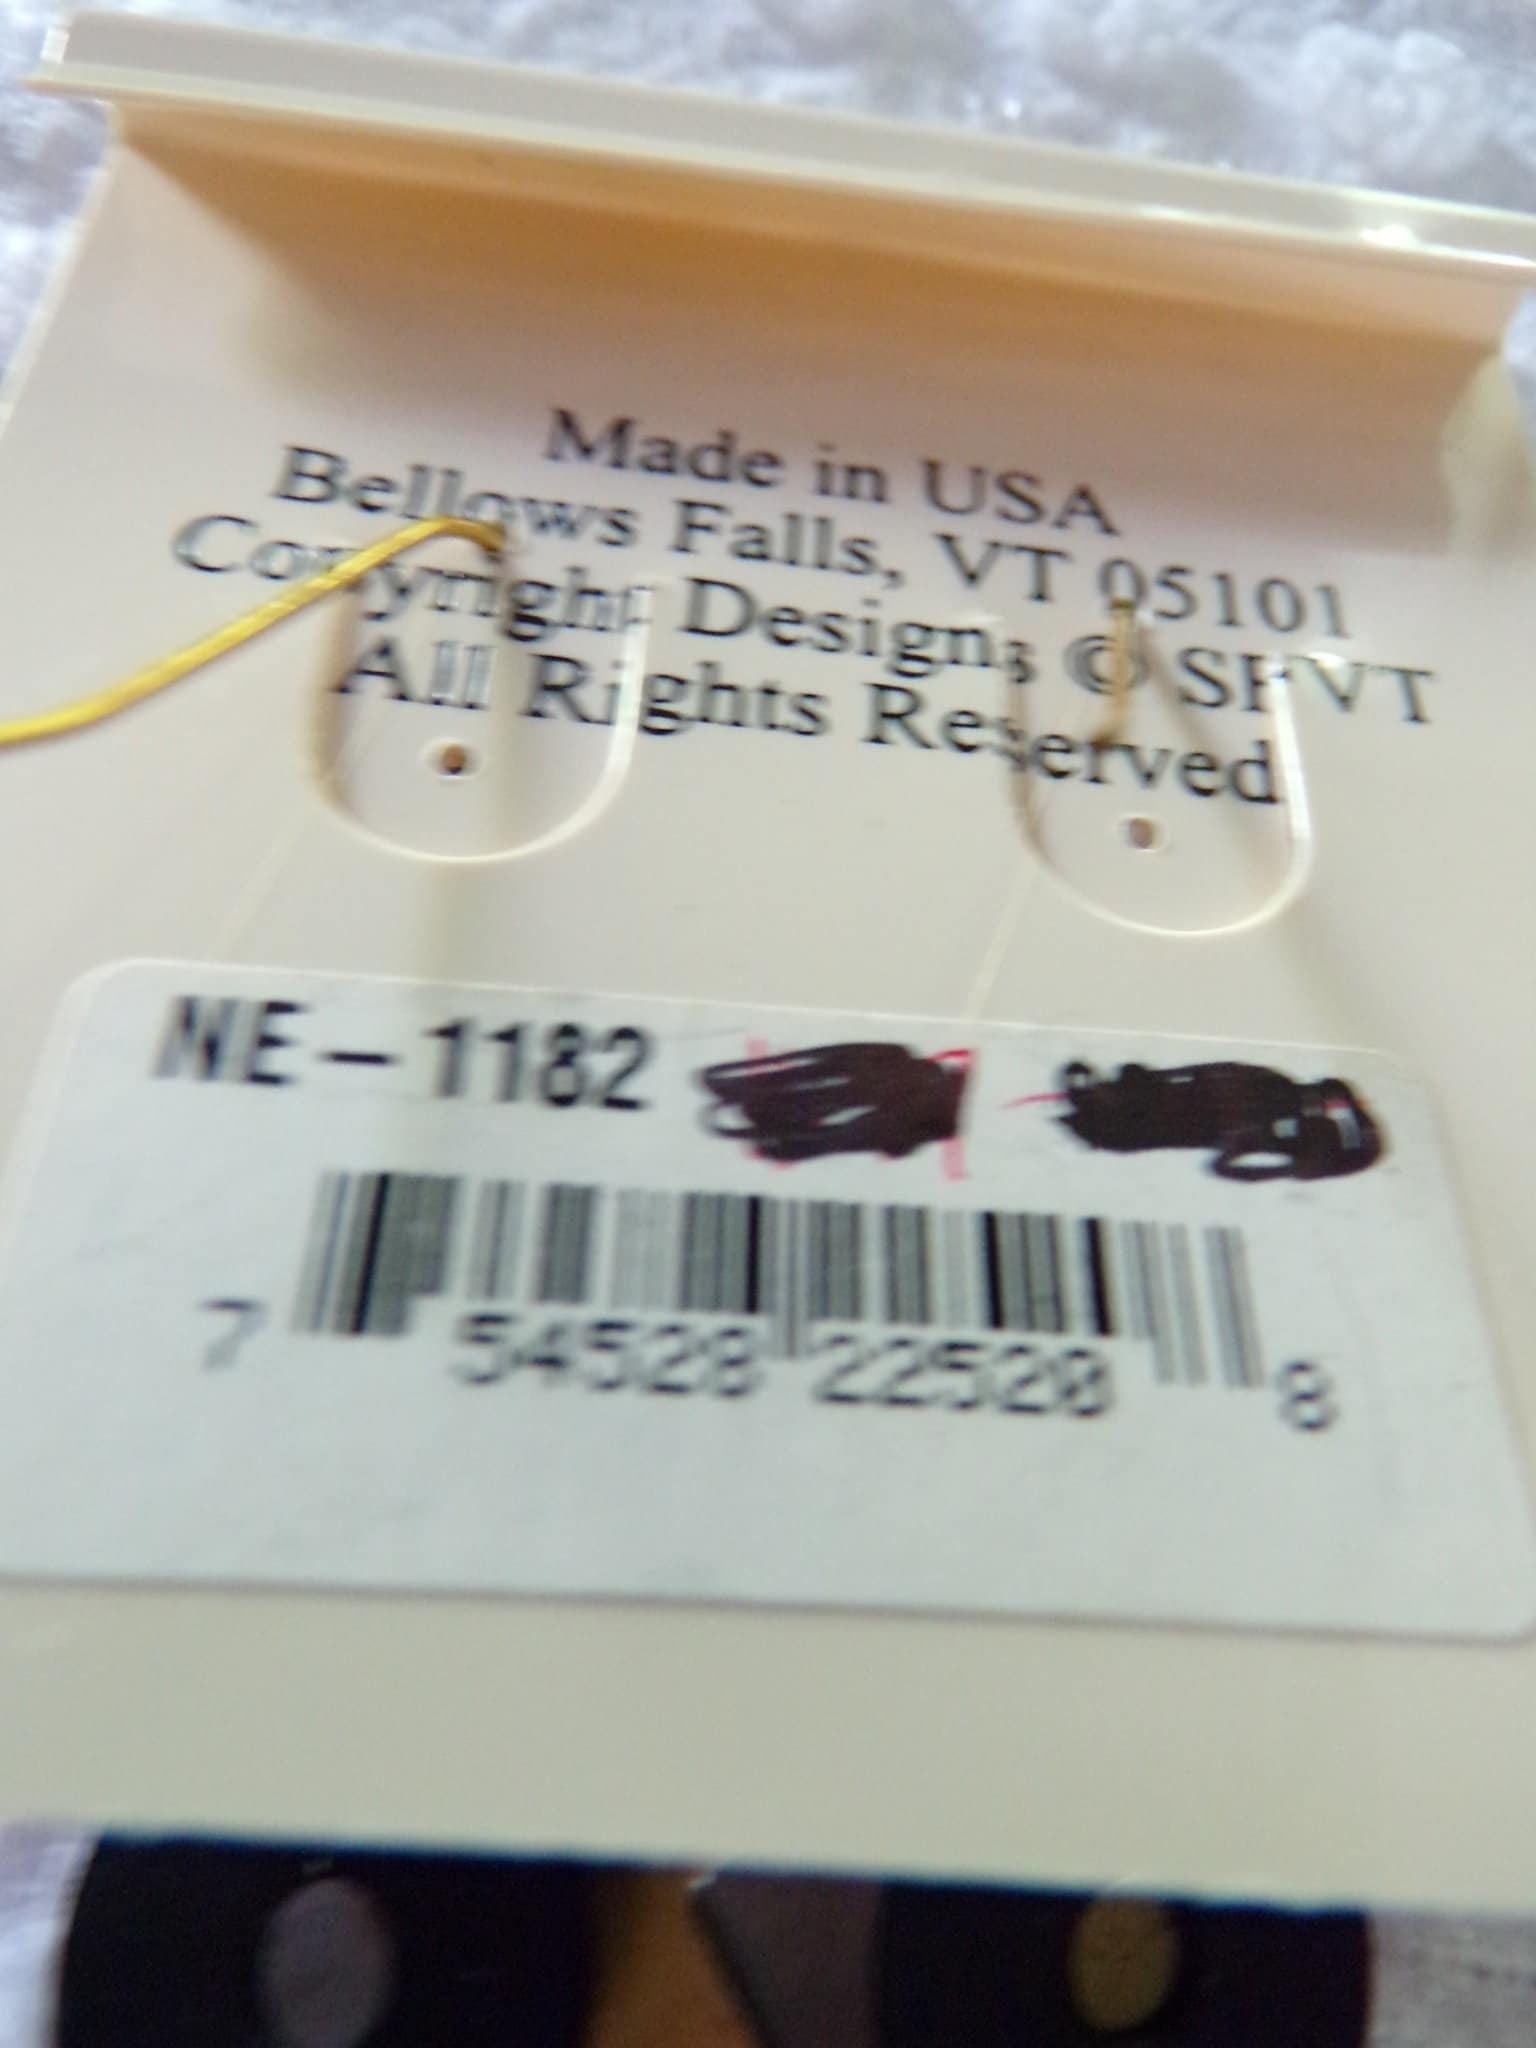 Made in USA
Bellows Falls, VT 05101
Copyright Designs © SFVT
All Rights Reserved
NE-1182
7 54528 22520 8